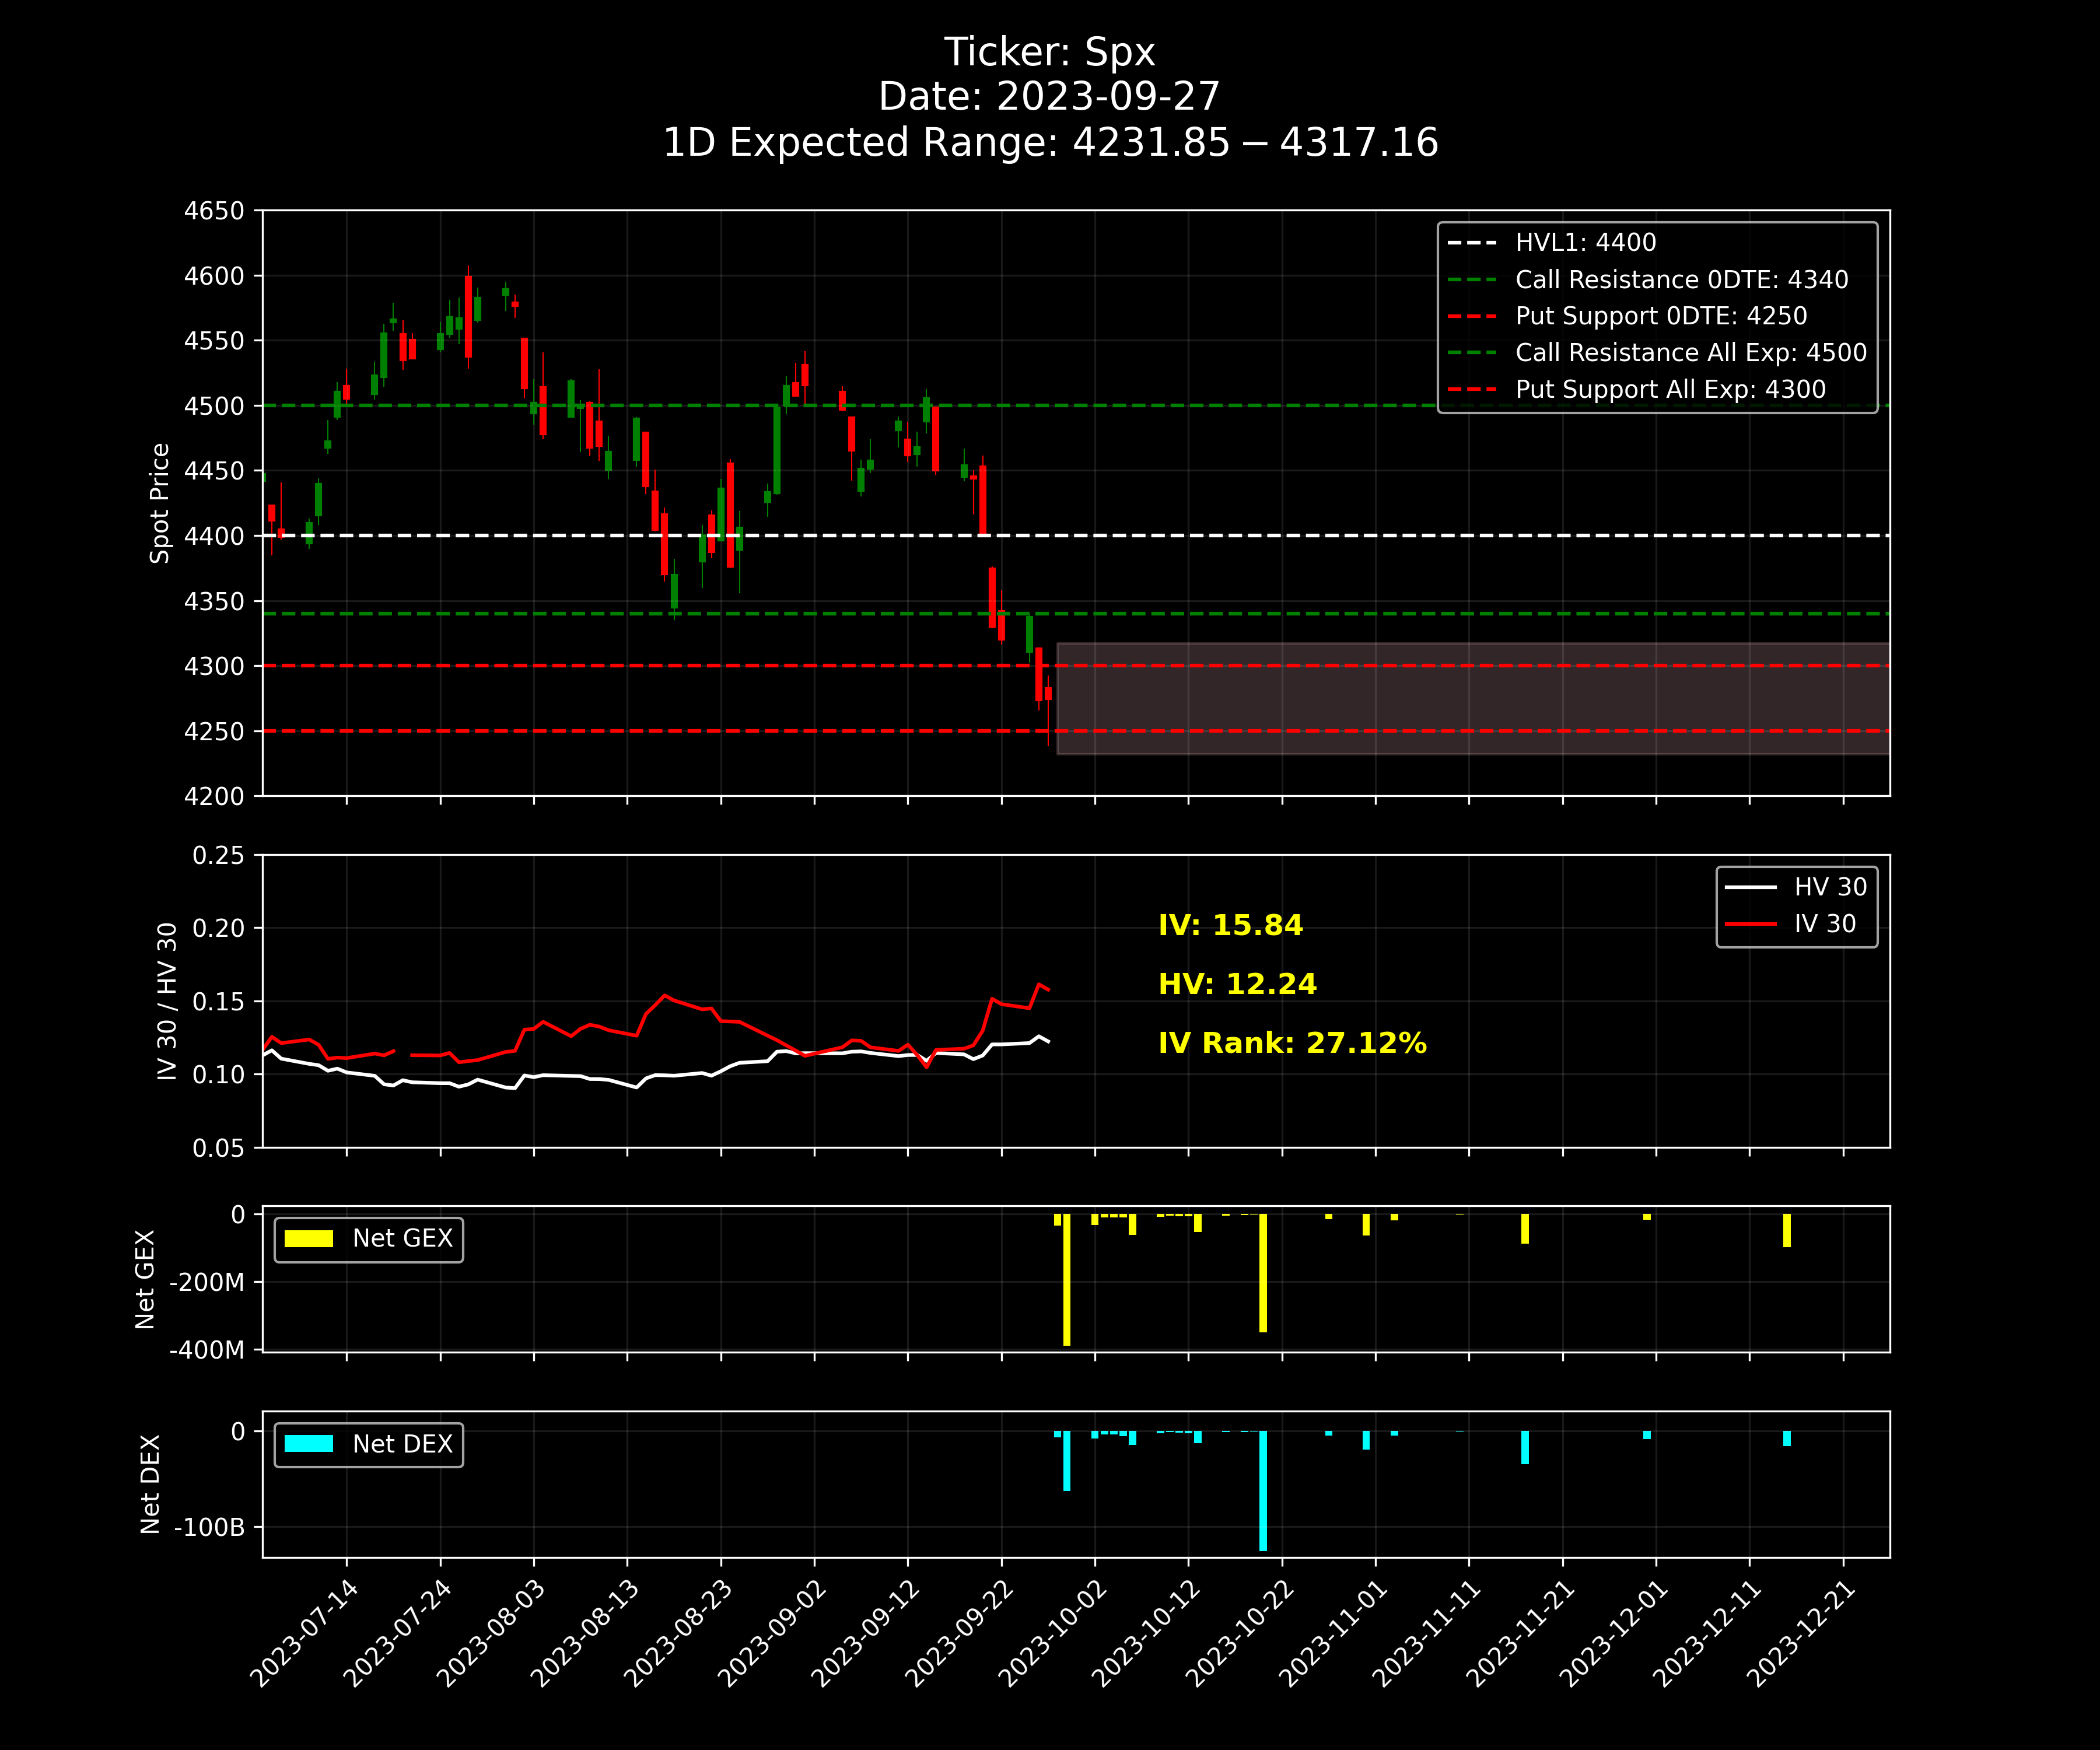 Ticker: Spx
Date: 2023-09-27
1D Expected Range: 4231.85 − 4317.16
4650
4600
4550
4500
4450
4400
4350
4300
4250
4200
Spot Price
HVL1: 4400
Call Resistance 0DTE: 4340
Put Support 0DTE: 4250
Call Resistance All Exp: 4500
Put Support All Exp: 4300
0.25
0.20
0.15
0.10
0.05
IV 30 / HV 30
IV: 15.84
HV: 12.24
IV Rank: 27.12%
HV 30
IV 30
0
-200M
-400M
Net GEX
Net GEX
0
-100B
Net DEX
Net DEX
2023-07-14
2023-07-24
2023-08-03
2023-08-13
2023-08-23
2023-09-02
2023-09-12
2023-09-22
2023-10-02
2023-10-12
2023-10-22
2023-11-01
2023-11-11
2023-11-21
2023-12-01
2023-12-11
2023-12-21